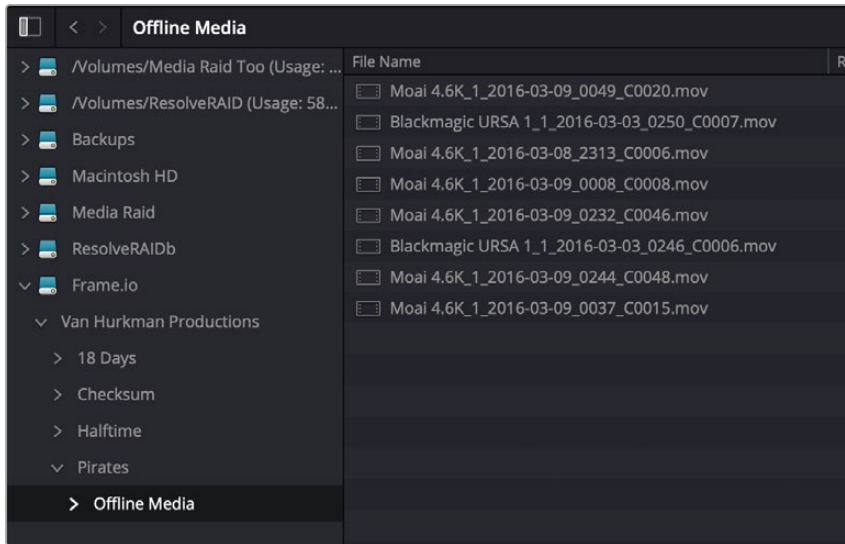 Offline Media
/Volumes/Media Raid Too (Usage: ...
/Volumes/ResolveRAID (Usage: 58...
Backups
Macintosh HD
Media Raid
ResolveRAIDb
Frame.io
Van Hurkman Productions
18 Days
Checksum
Halftime
Pirates
Offline Media
File Name
R
Moai 4.6K_1_2016-03-09_0049_C0020.mov
Blackmagic URSA 1_1_2016-03-03_0250_C0007.mov
Moai 4.6K_1_2016-03-08_2313_C0006.mov
Moai 4.6K_1_2016-03-09_0008_C0008.mov
Moai 4.6K_1_2016-03-09_0232_C0046.mov
Blackmagic URSA 1_1_2016-03-03_0246_C0006.mov
Moai 4.6K_1_2016-03-09_0244_C0048.mov
Moai 4.6K_1_2016-03-09_0037_C0015.mov